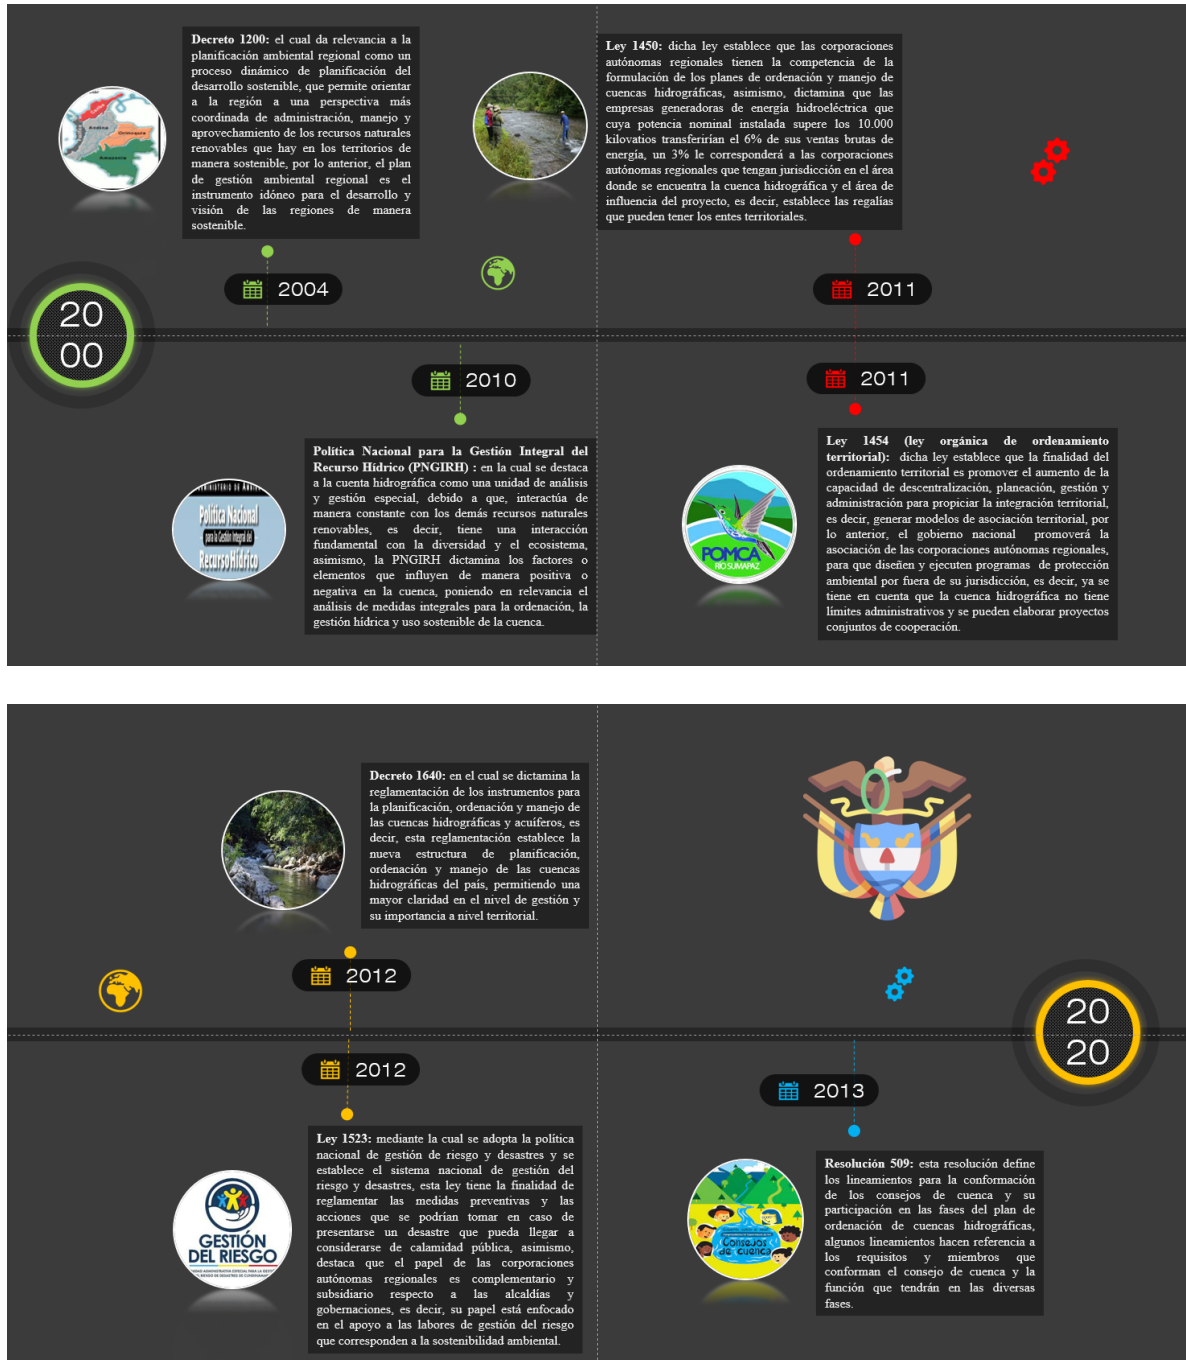 Decreto 1200: el cual da relevancia a la
planificación ambiental regional como un
proceso dinámico de planificación del
desarrollo sostenible, que permite orientar
a la región a una perspectiva más
coordinada de administración, manejo y
aprovechamiento de los recursos naturales
renovables que hay en los territorios de
manera sostenible, por lo anterior, el plan
de gestión ambiental regional es el
instrumento idóneo para el desarrollo y
visión de las regiones de manera
sostenible.
Ley 1450: dicha ley establece que las corporaciones
autónomas regionales tienen la competencia de la
formulación de los planes de ordenación y manejo de
cuencas hidrográficas, asimismo, dictamina que las
empresas generadoras de energía hidroeléctrica que
cuya potencia nominal instalada supere los 10.000
kilovatios transferirían el 6% de sus ventas brutas de
energía, un 3% le corresponderá a las corporaciones
autónomas regionales que tengan jurisdicción en el área
donde se encuentra la cuenca hidrográfica y el área de
influencia del proyecto, es decir, establece las regalías
que pueden tener los entes territoriales.
2004
2011
20
00
2010
2011
Política Nacional para la Gestión Integral del
Recurso Hídrico (PNGIRH) : en la cual se destaca
a la cuenta hidrográfica como una unidad de análisis
y gestión especial, debido a que, interactúa de
manera constante con los demás recursos naturales
renovables, es decir, tiene una interacción
fundamental con la diversidad y el ecosistema,
asimismo, la PNGIRH dictamina los factores o
elementos que influyen de manera positiva o
negativa en la cuenca, poniendo en relevancia el
análisis de medidas integrales para la ordenación, la
gestión hídrica y uso sostenible de la cuenca.
Política Nacional
para la Gestión Integral del
Recurso Hídrico
Ley 1454 (ley orgánica de ordenamiento
territorial): dicha ley establece que la finalidad del
ordenamiento territorial es promover el aumento de la
capacidad de descentralización, planeación, gestión y
administración para propiciar la integración territorial,
es decir, generar modelos de asociación territorial, por
lo anterior, el gobierno nacional promoverá la
asociación de las corporaciones autónomas regionales,
para que diseñen y ejecuten programas de protección
ambiental por fuera de su jurisdicción, es decir, ya se
tiene en cuenta que la cuenca hidrográfica no tiene
límites administrativos y se pueden elaborar proyectos
conjuntos de cooperación.
POMCA
RÍO SUMAPAZ
Decreto 1640: en el cual se dictamina la
reglamentación de los instrumentos para
la planificación, ordenación y manejo de
las cuencas hidrográficas y acuíferos, es
decir, esta reglamentación establece la
nueva estructura de planificación,
ordenación y manejo de las cuencas
hidrográficas del país, permitiendo una
mayor claridad en el nivel de gestión y
su importancia a nivel territorial.
2012
20
20
2012
2013
Ley 1523: mediante la cual se adopta la política
nacional de gestión de riesgo y desastres y se
establece el sistema nacional de gestión del
riesgo y desastres, esta ley tiene la finalidad de
reglamentar las medidas preventivas y las
acciones que se podrían tomar en caso de
presentarse un desastre que pueda llegar a
considerarse de calamidad pública, asimismo,
destaca que el papel de las corporaciones
autónomas regionales es complementario y
subsidiario respecto a las alcaldías y
gobernaciones, es decir, su papel está enfocado
en el apoyo a las labores de gestión del riesgo
que corresponden a la sostenibilidad ambiental.
GESTIÓN
DEL RIESGO
Resolución 509: esta resolución define
los lineamientos para la conformación
de los consejos de cuenca y su
participación en las fases del plan de
ordenación de cuencas hidrográficas,
algunos lineamientos hacen referencia a
los requisitos y miembros que
conforman el consejo de cuenca y la
función que tendrán en las diversas
fases.
Consejos
de cuenca